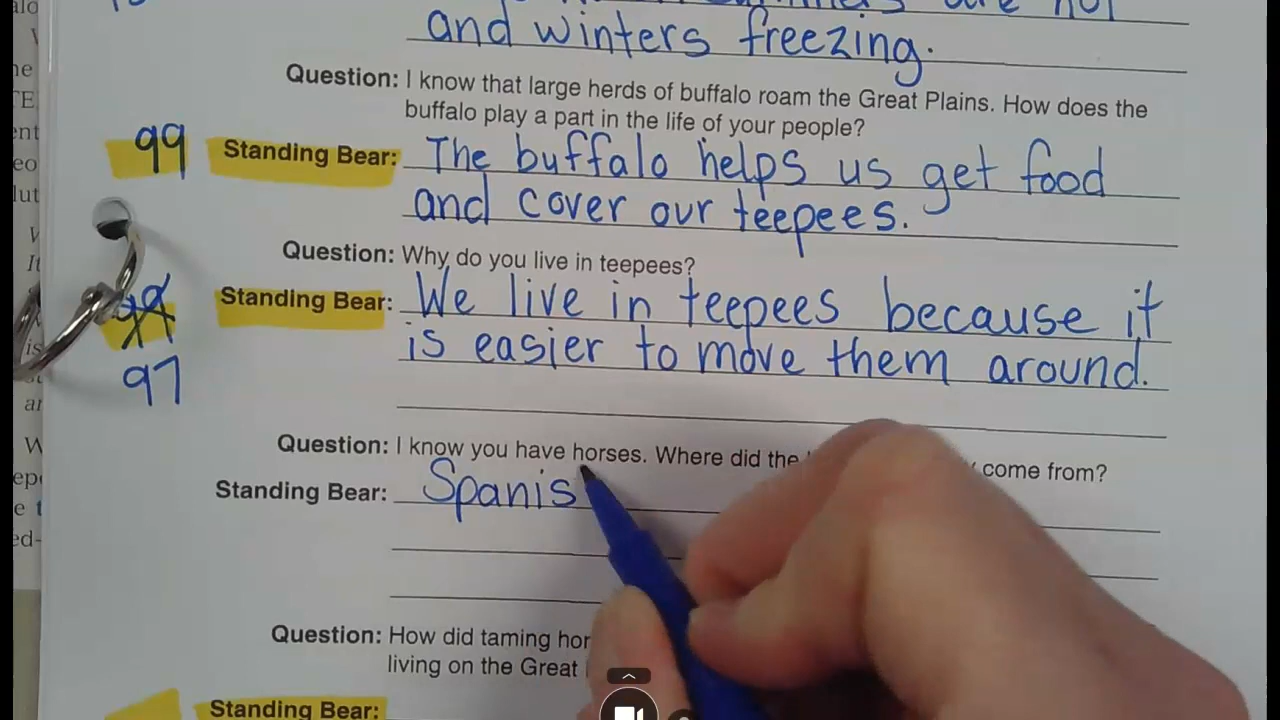 and winters freezing.
Question: I know that large herds of buffalo roam the Great Plains. How does the
buffalo play a part in the life of your people?
99 Standing Bear: The buffalo helps us get food
and cover our teepees.
Question: Why do you live in teepees?
Standing Bear: We live in teepees because it
is easier to move them around.
97
Question: I know you have horses. Where did the come from?
Standing Bear: Spanis
Question: How did taming
living on the Great
Standing Bear: